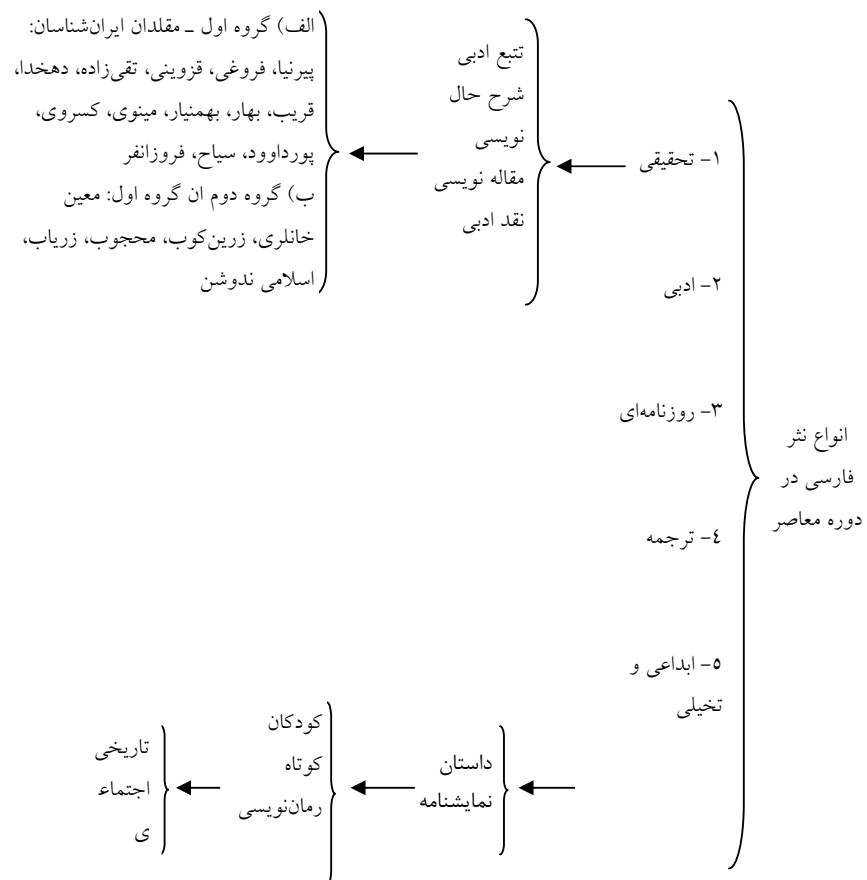 انواع نثر
فارسی در
دوره معاصر
۱- تحقیقی
۲- ادبی
۳- روزنامه‌ای
٤- ترجمه
٥- ابداعی و
تخیلی
تتبع ادبی
شرح حال
نویسی
مقاله نویسی
نقد ادبی
الف) گروه اول ـ مقلدان ایران‌شناسان:
پیرنیا، فروغی، قزوینی، تقی‌زاده، دهخدا،
قریب، بهار، بهمنیار، مینوی، کسروی،
پورداوود، سیاح، فروزانفر
ب) گروه دوم ان گروه اول: معین
خانلری، زرین‌کوب، محجوب، زریاب،
اسلامی ندوشن
داستان
نمایشنامه
کودکان
کوتاه
رمان‌نویسی
تاریخی
اجتماع
ی